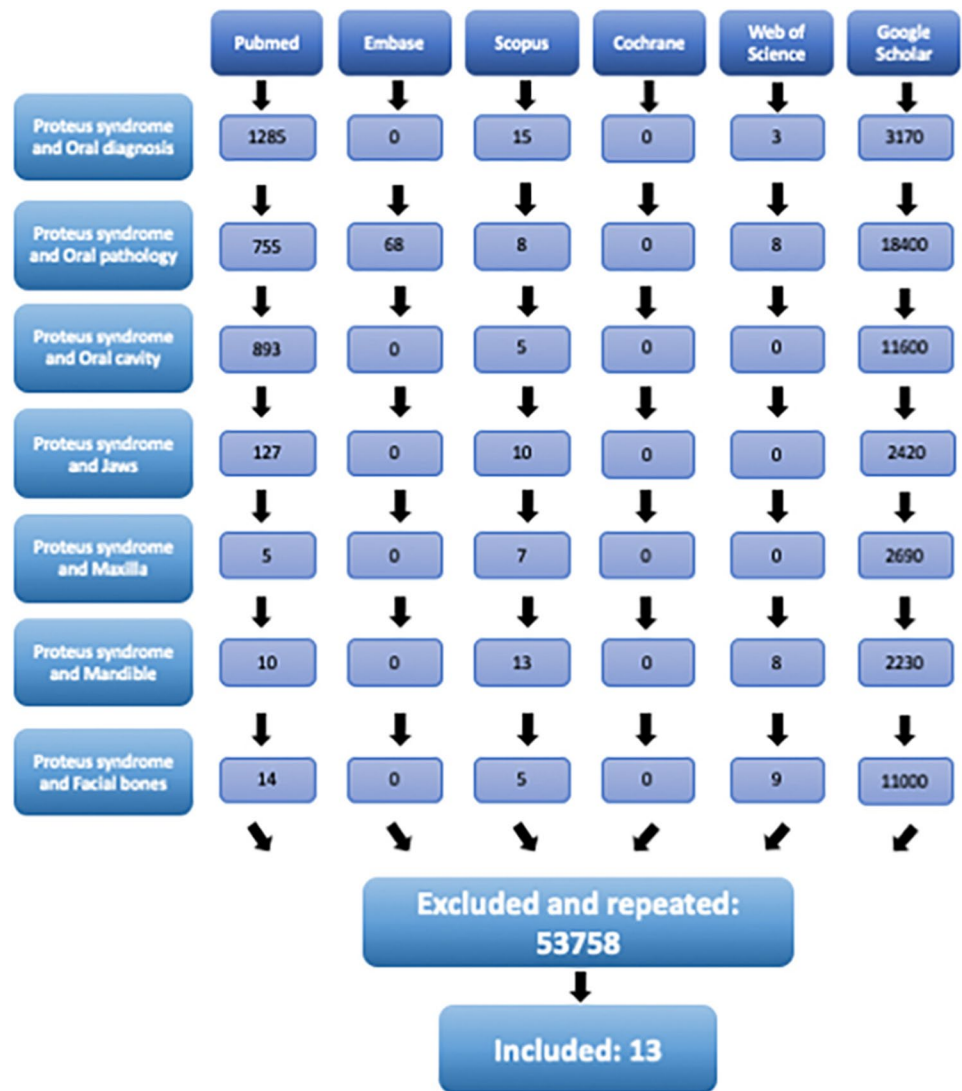 Pubmed
Embase
Scopus
Cochrane
Web of
Science
Google
Scholar
Proteus syndrome
and Oral diagnosis
1285
0
15
0
3
3170
Proteus syndrome
and Oral pathology
755
68
8
0
8
18400
Proteus syndrome
and Oral cavity
893
0
5
0
0
11600
Proteus syndrome
and Jaws
127
0
10
0
0
2420
Proteus syndrome
and Maxilla
5
0
7
0
0
2690
Proteus syndrome
and Mandible
10
0
13
0
8
2230
Proteus syndrome
and Facial bones
14
0
5
0
9
11000
Excluded and repeated:
53758
Included: 13